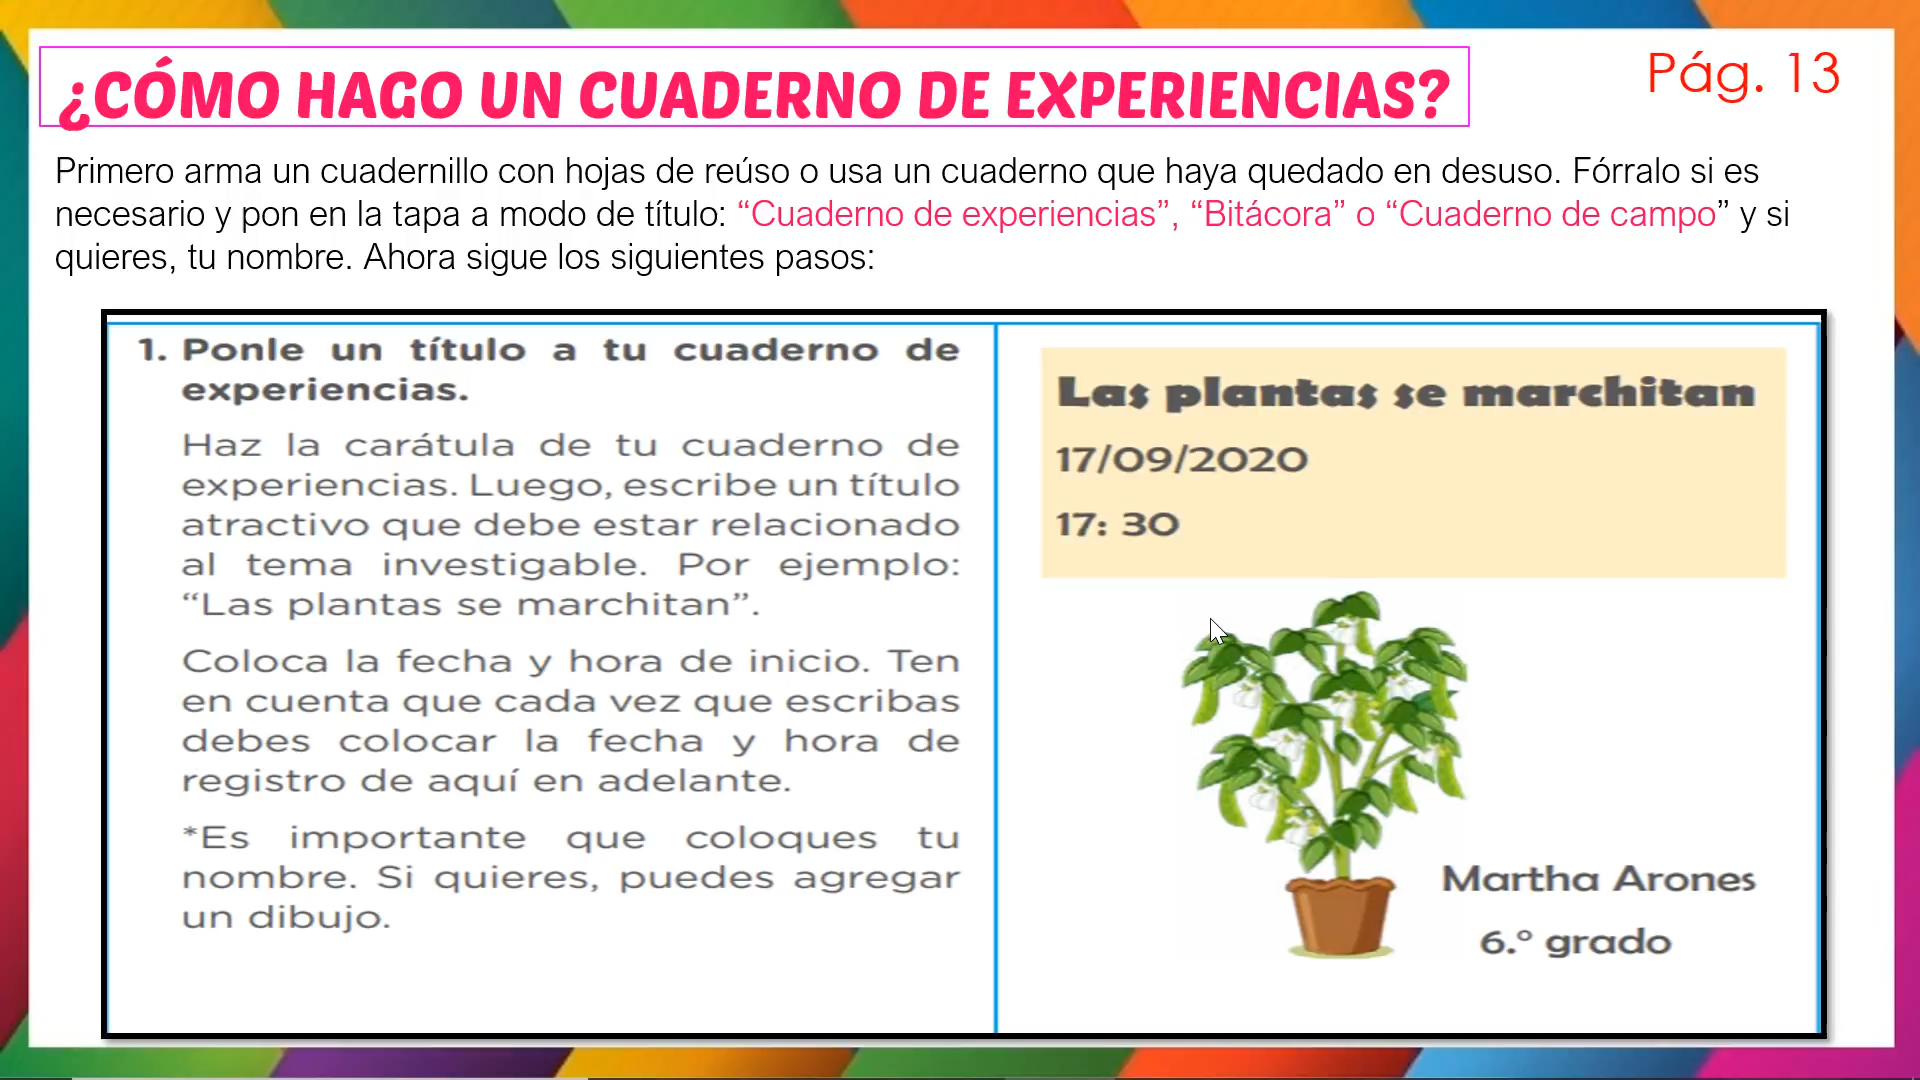 ¿CÓMO HAGO UN CUADERNO DE EXPERIENCIAS?
Pág. 13
Primero arma un cuadernillo con hojas de reúso o usa un cuaderno que haya quedado en desuso. Fórralo si es
necesario y pon en la tapa a modo de título: “Cuaderno de experiencias”, “Bitácora” o “Cuaderno de campo” y si
quieres, tu nombre. Ahora sigue los siguientes pasos:
1. Ponle un título a tu cuaderno de
experiencias.
Haz la carátula de tu cuaderno de
experiencias. Luego, escribe un título
atractivo que debe estar relacionado
al tema investigable. Por ejemplo:
“Las plantas se marchitan”.
Coloca la fecha y hora de inicio. Ten
en cuenta que cada vez que escribas
debes colocar la fecha y hora de
registro de aquí en adelante.
*Es importante que coloques tu
nombre. Si quieres, puedes agregar
un dibujo.
Las plantas se marchitan
17/09/2020
17: 30
Martha Arones
6.° grado